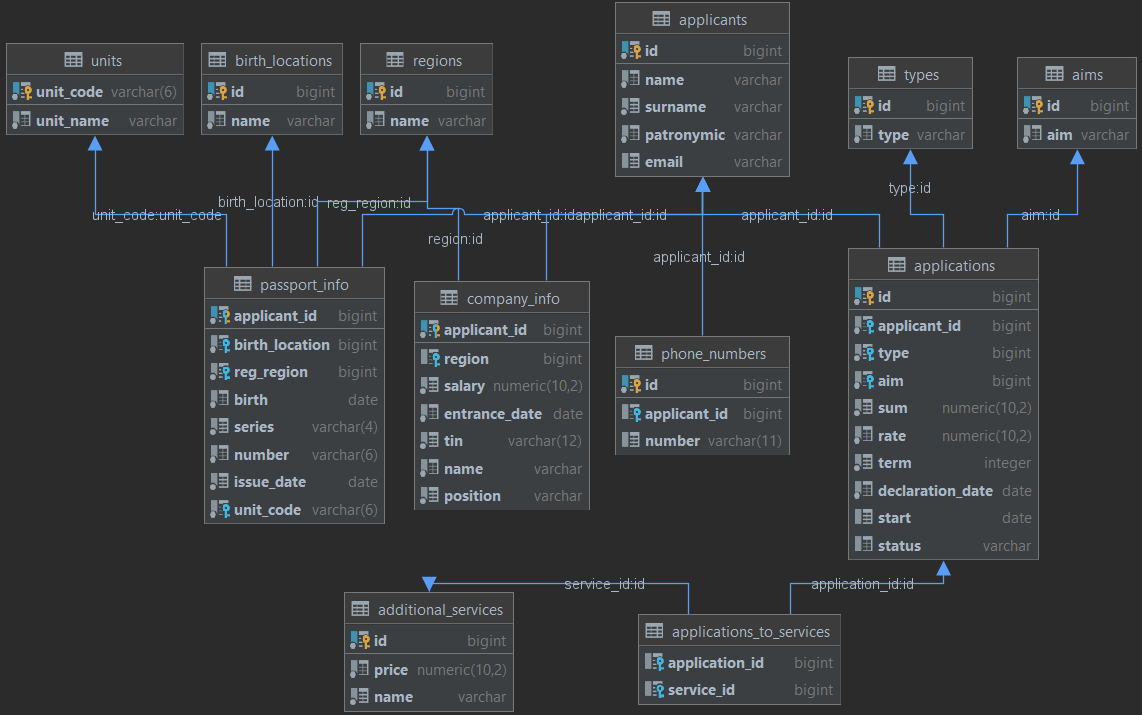 applicants
id bigint
name varchar
surname varchar
patronymic varchar
email varchar
units
unit_code varchar(6)
unit_name varchar
birth_locations
id bigint
name varchar
regions
id bigint
name varchar
types
id bigint
type varchar
aims
id bigint
aim varchar
unit_code:unit_code
birth_location:id
reg_region:id
region:id
applicant_id:id
applicant_id:id
applicant_id:id
applicant_id:id
type:id
aim:id
passport_info
applicant_id bigint
birth_location bigint
reg_region bigint
birth date
series varchar(4)
number varchar(6)
issue_date date
unit_code varchar(6)
company_info
applicant_id bigint
region bigint
salary numeric(10,2)
entrance_date date
tin varchar(12)
name varchar
position varchar
phone_numbers
id bigint
applicant_id bigint
number varchar(11)
applications
id bigint
applicant_id bigint
type bigint
aim bigint
sum numeric(10,2)
rate numeric(10,2)
term integer
declaration_date date
start date
status varchar
service_id:id
application_id:id
additional_services
id bigint
price numeric(10,2)
name varchar
applications_to_services
application_id bigint
service_id bigint